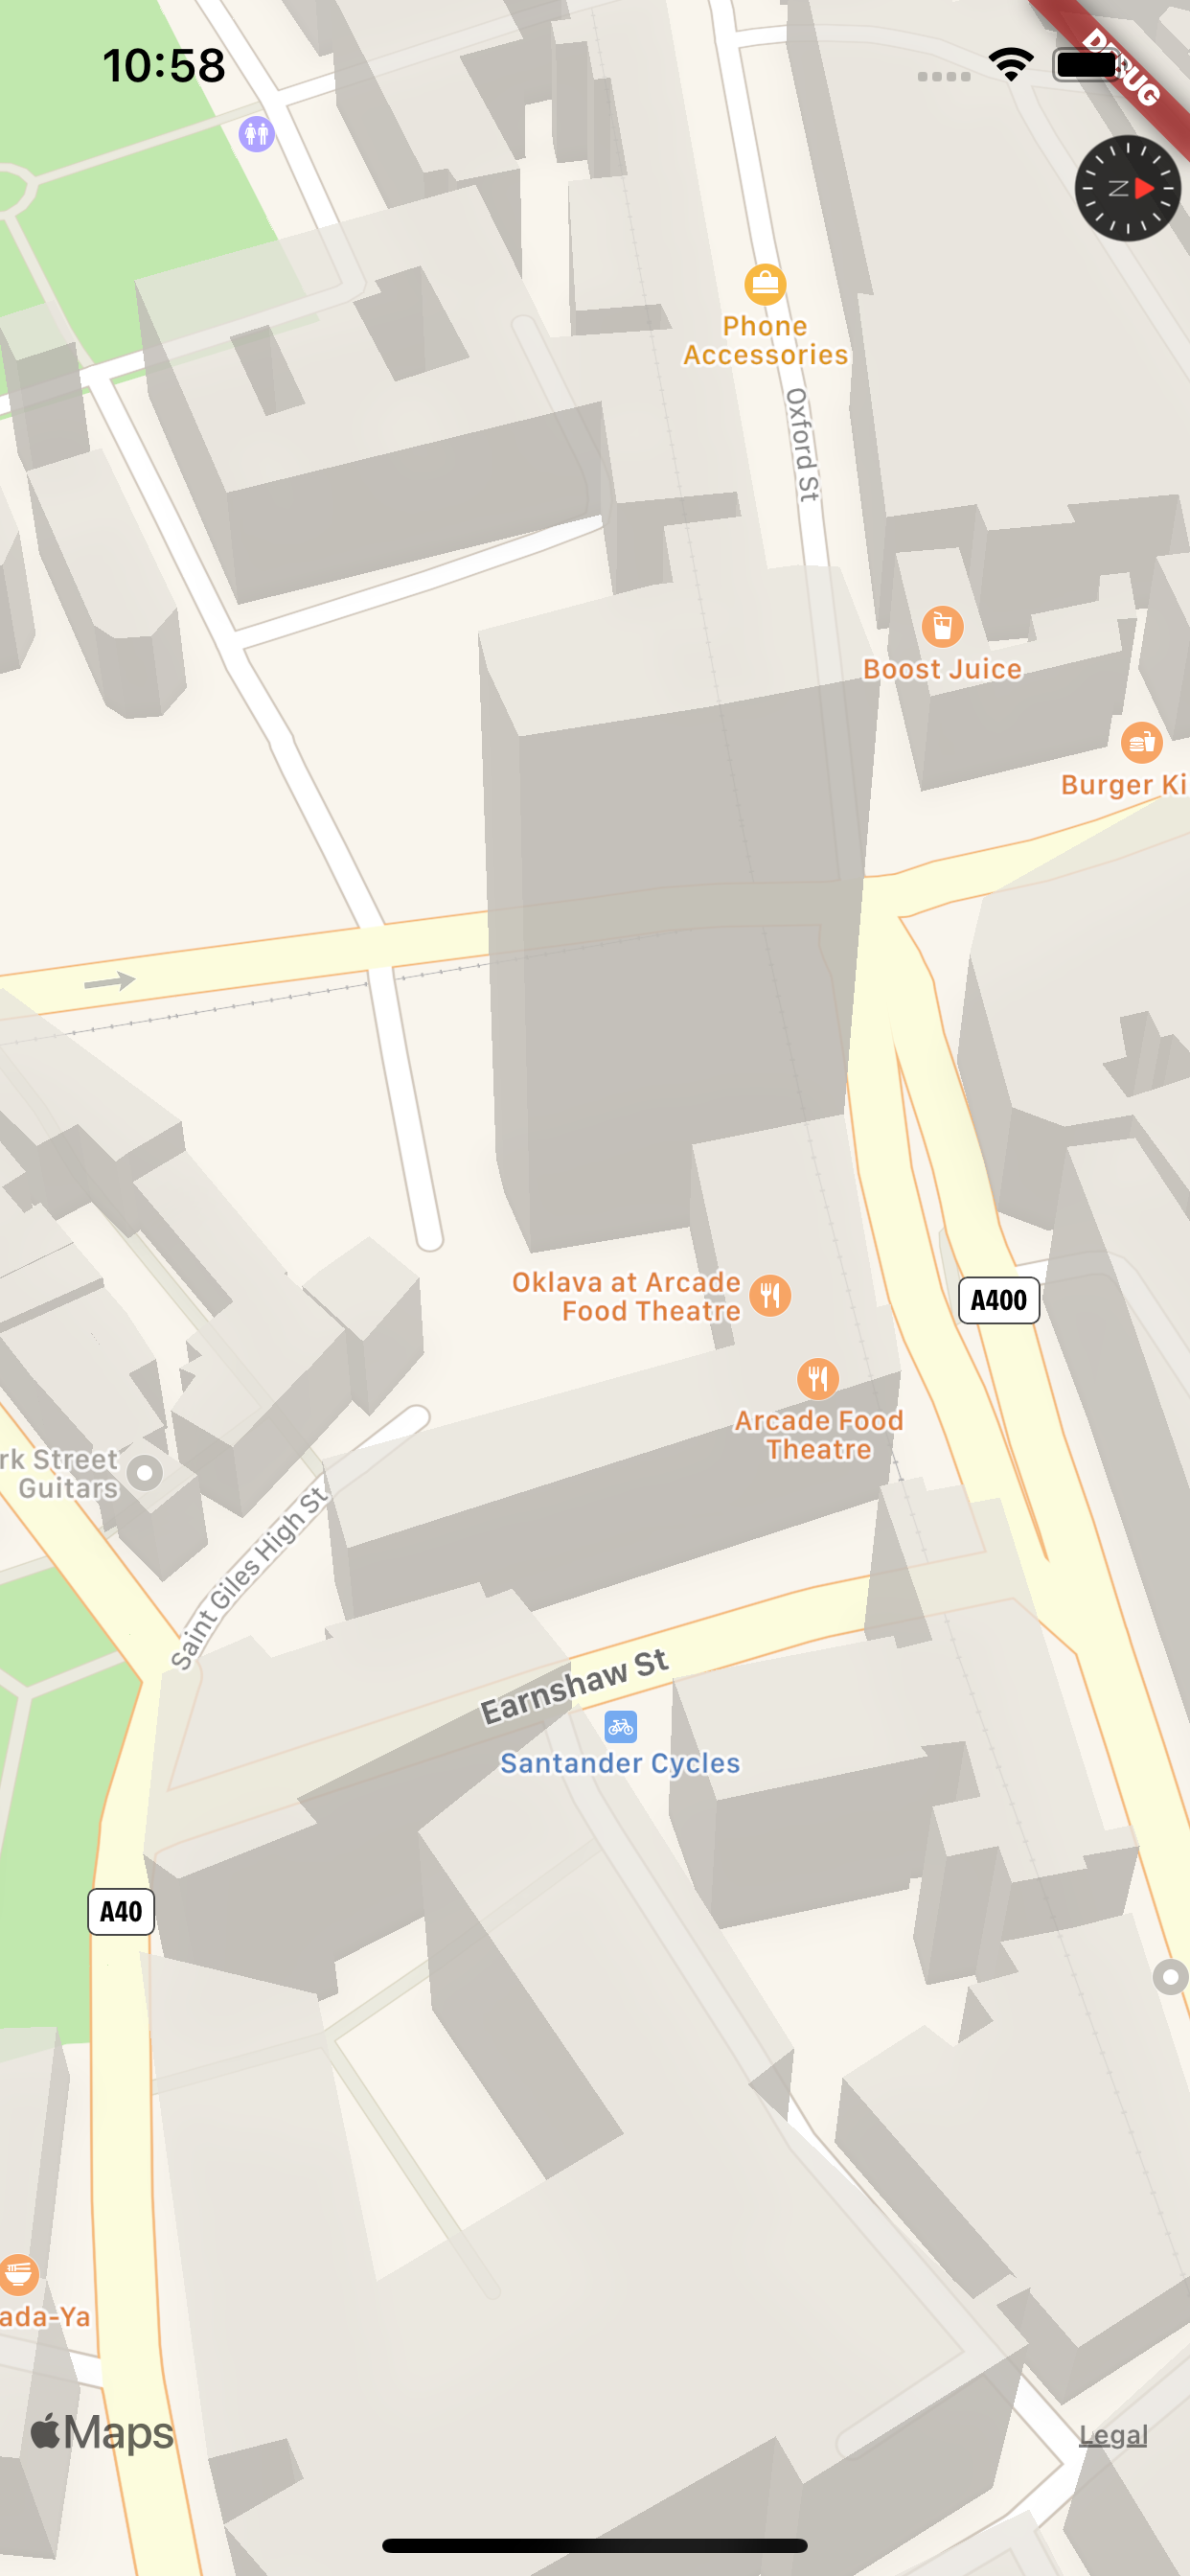 10:58
DEBUG
N
Phone
Accessories
Oxford St
Boost Juice
Burger Ki
Oklava at Arcade
Food Theatre
A400
Arcade Food
Theatre
rk Street
Guitars
Saint Giles High St
Earnshaw St
Santander Cycles
A40
ada-Ya
Maps
Legal